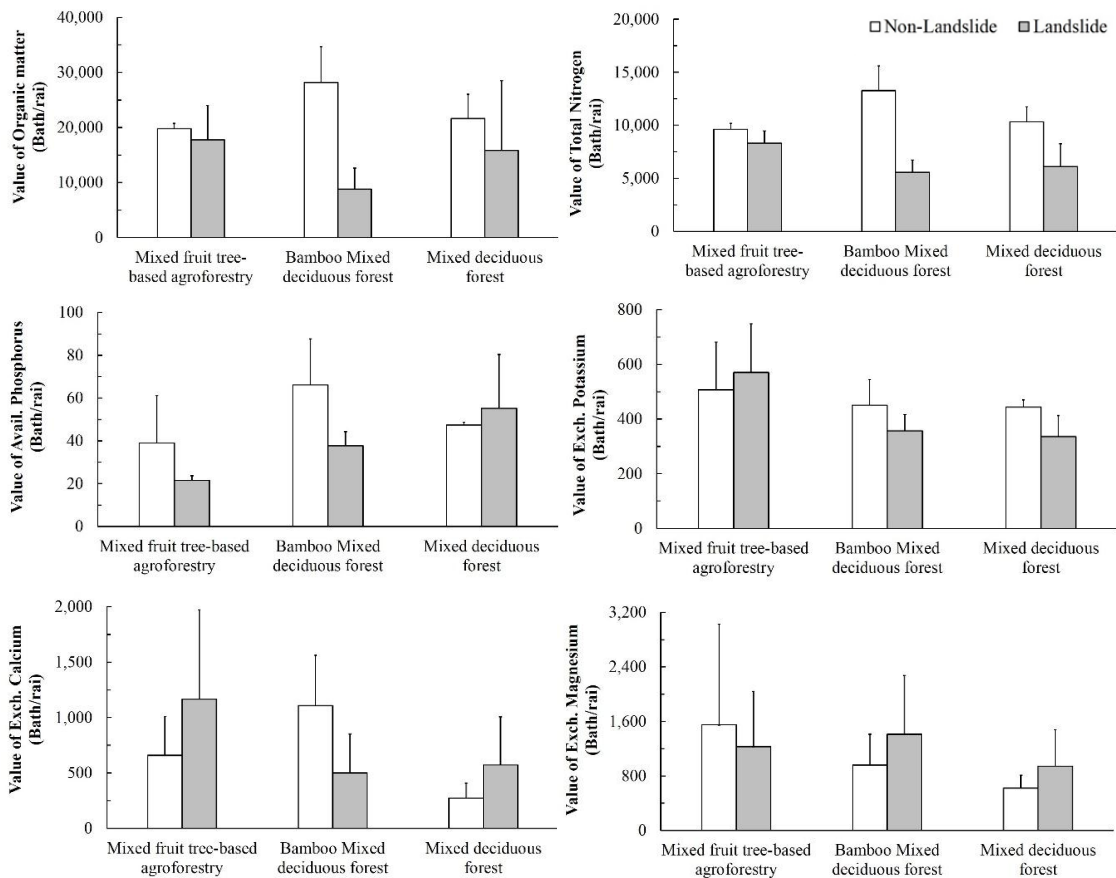 Value of Organic matter
(Bath/rai)
40,000
30,000
20,000
10,000
0
Mixed fruit tree-
based agroforestry
Bamboo Mixed
deciduous forest
Mixed deciduous
forest
Value of Total Nitrogen
(Bath/rai)
20,000
15,000
10,000
5,000
0
Non-Landslide
Landslide
Mixed fruit tree-
based agroforestry
Bamboo Mixed
deciduous forest
Mixed deciduous
forest
Value of Avail. Phosphorus
(Bath/rai)
100
80
60
40
20
0
Mixed fruit tree-based
agroforestry
Bamboo Mixed
deciduous forest
Mixed deciduous
forest
Value of Exch. Potassium
(Bath/rai)
800
600
400
200
0
Mixed fruit tree-based
agroforestry
Bamboo Mixed
deciduous forest
Mixed deciduous
forest
Value of Exch. Calcium
(Bath/rai)
2,000
1,500
1,000
500
0
Mixed fruit tree-based
agroforestry
Bamboo Mixed
deciduous forest
Mixed deciduous
forest
Value of Exch. Magnesium
(Bath/rai)
3,200
2,400
1,600
800
0
Mixed fruit tree-based
agroforestry
Bamboo Mixed
deciduous forest
Mixed deciduous
forest